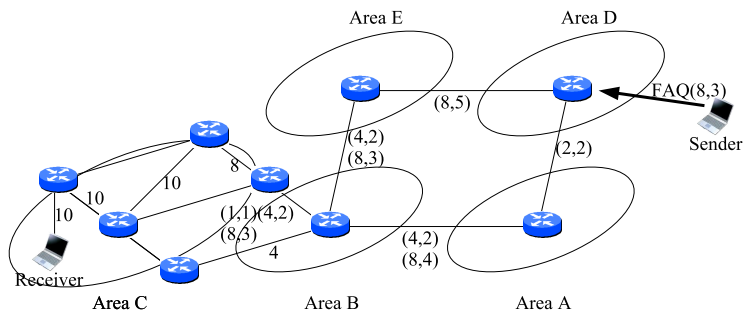 Area E
Area D
FAQ(8,3)
(8,5)
Sender
(4,2)
(8,3)
(2,2)
8
10
10
10
(1,1)(4,2)
(8,3)
4
(4,2)
(8,4)
Receiver
Area C
Area B
Area A